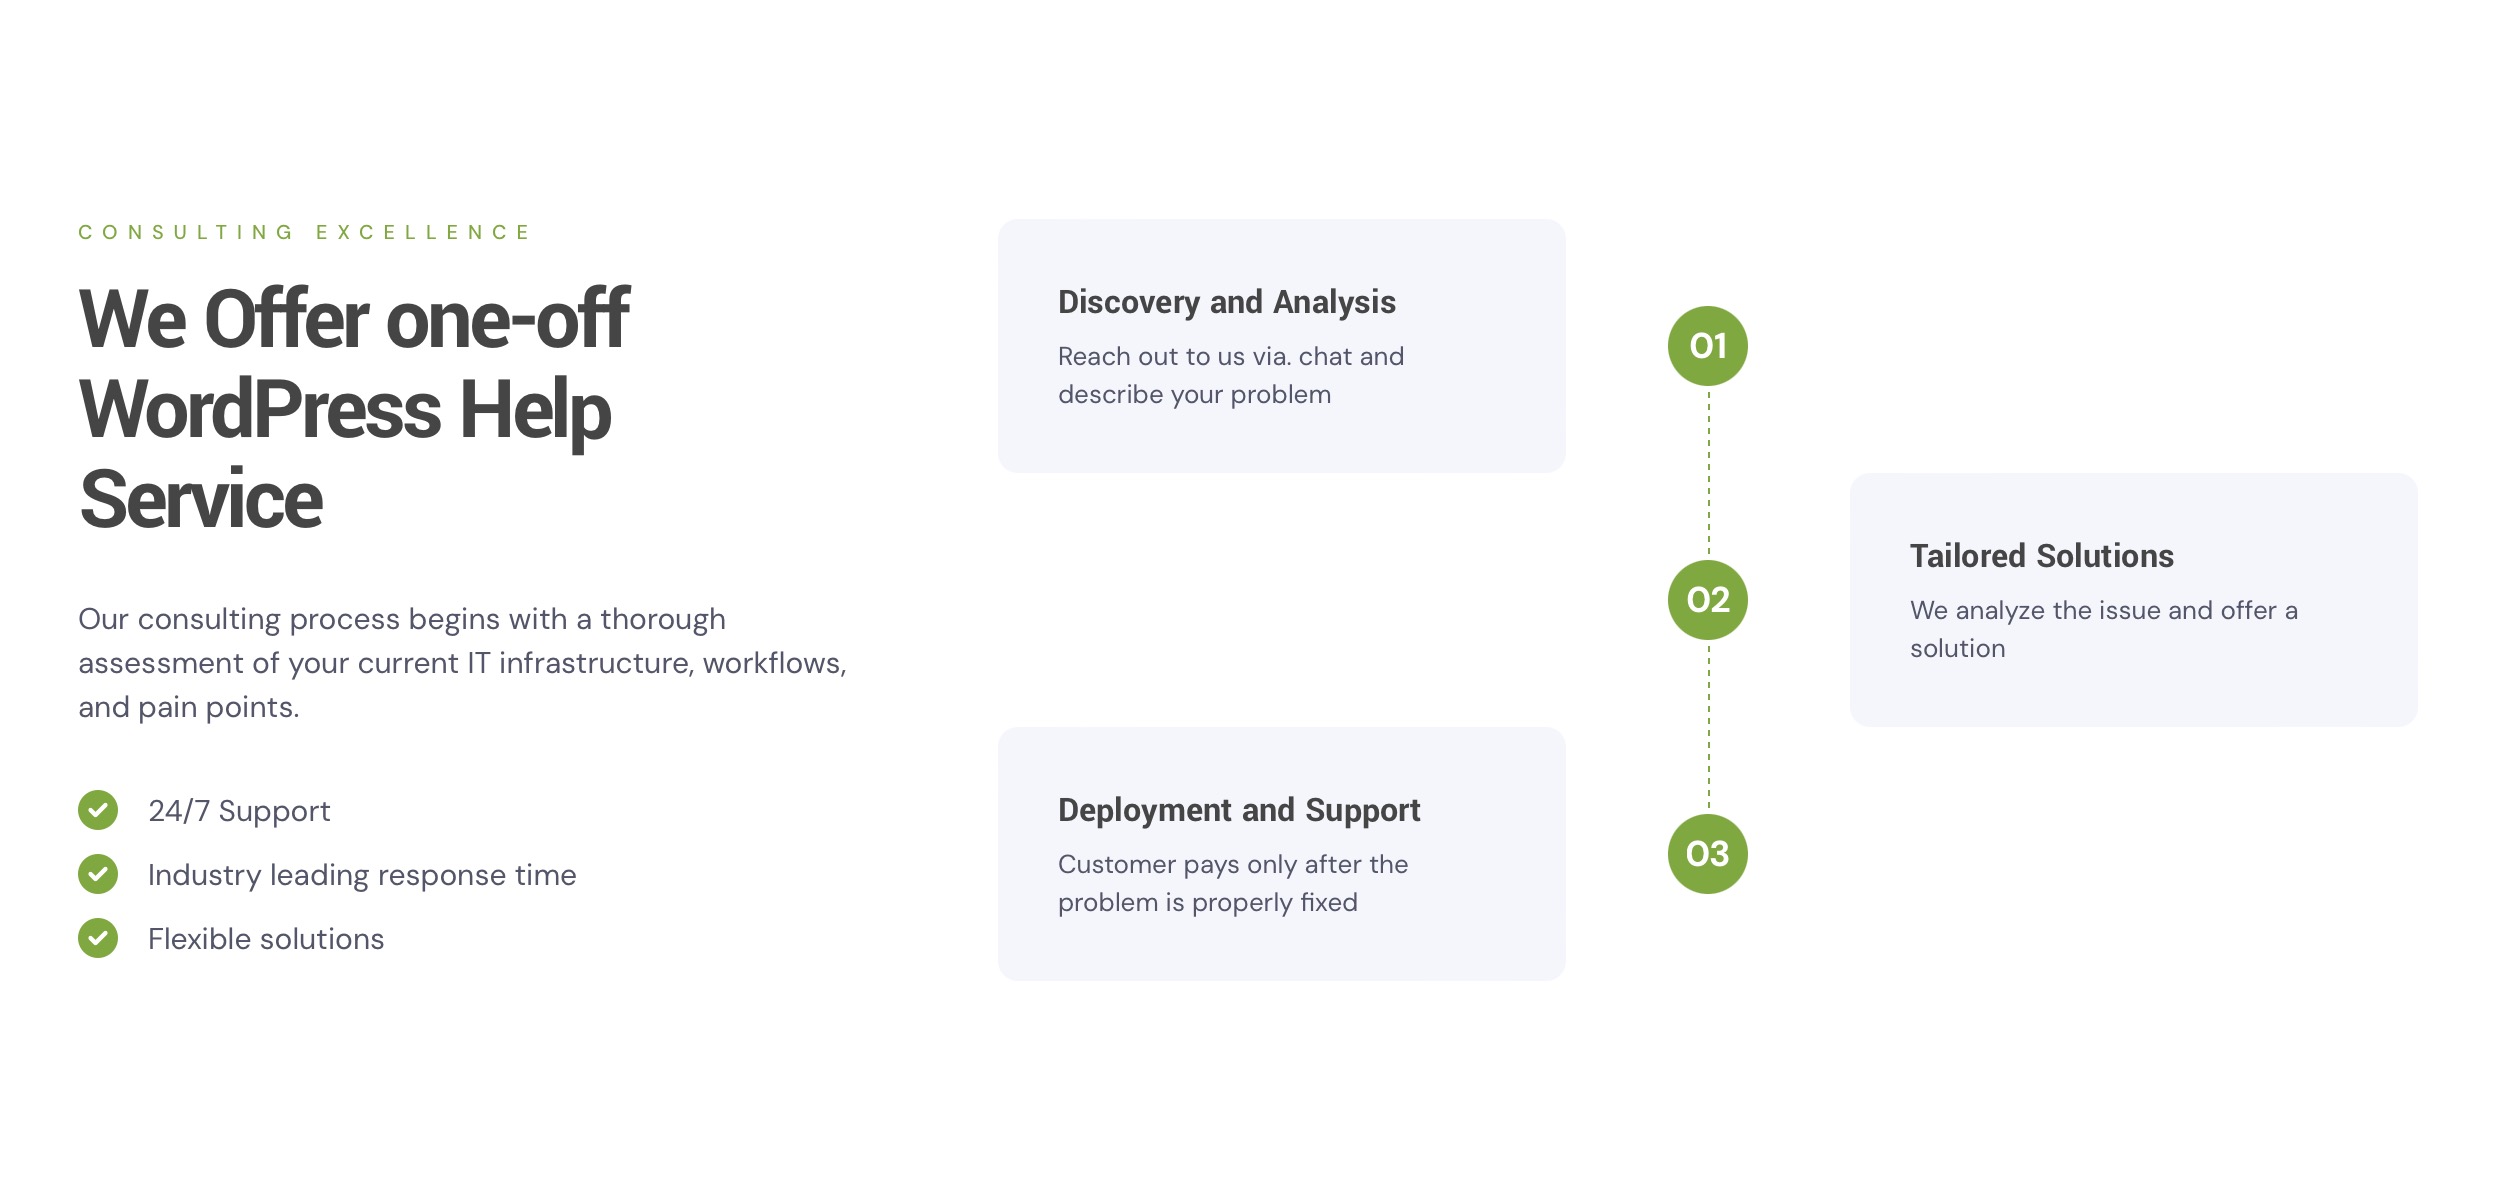 CONSULTING EXCELLENCE
We Offer one-off
WordPress Help
Service
Our consulting process begins with a thorough
assessment of your current IT infrastructure, workflows,
and pain points.
24/7 Support
Industry leading response time
Flexible solutions
Discovery and Analysis
Reach out to us via. chat and
describe your problem
01
02
Tailored Solutions
We analyze the issue and offer a
solution
Deployment and Support
Customer pays only after the
problem is properly fixed
03